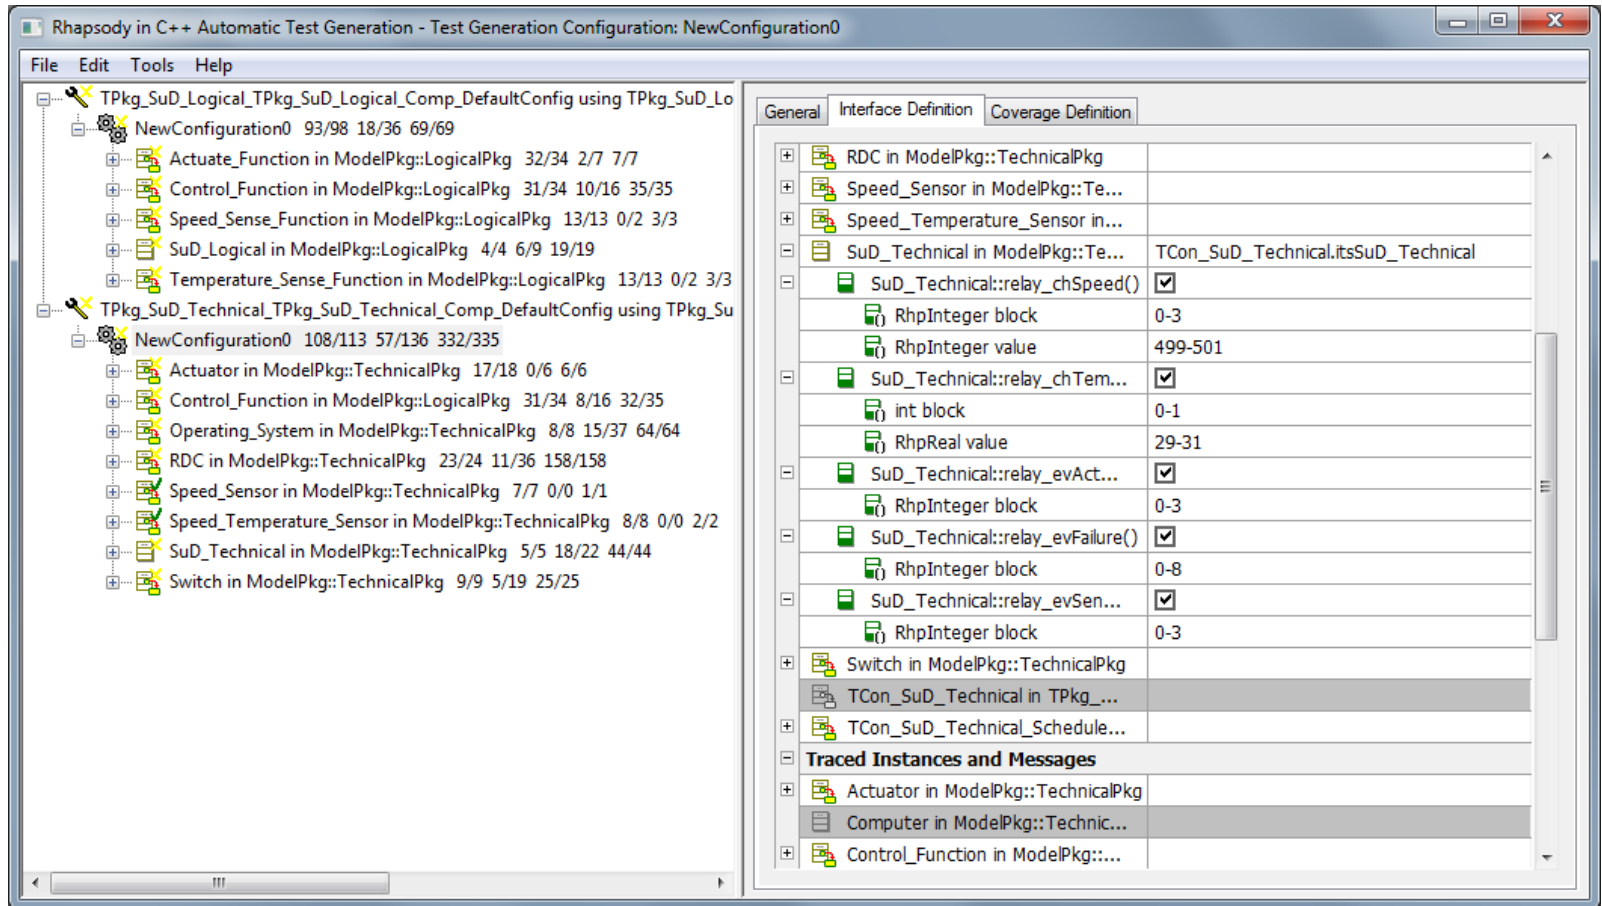 Rhapsody in C++ Automatic Test Generation - Test Generation Configuration: NewConfiguration0
File Edit Tools Help
TPkg_SuD_Logical_TPkg_SuD_Logical_Comp_DefaultConfig using TPkg_SuD_Lo
NewConfiguration0 93/98 18/36 69/69
Actuate_Function in ModelPkg::LogicalPkg 32/34 2/7 7/7
Control_Function in ModelPkg::LogicalPkg 31/34 10/16 35/35
Speed_Sense_Function in ModelPkg::LogicalPkg 13/13 0/2 3/3
SuD_Logical in ModelPkg::LogicalPkg 4/4 6/9 19/19
Temperature_Sense_Function in ModelPkg::LogicalPkg 13/13 0/2 3/3
TPkg_SuD_Technical_TPkg_SuD_Technical_Comp_DefaultConfig using TPkg_Su
NewConfiguration0 108/113 57/136 332/335
Actuator in ModelPkg::TechnicalPkg 17/18 0/6 6/6
Control_Function in ModelPkg::LogicalPkg 31/34 8/16 32/35
Operating_System in ModelPkg::TechnicalPkg 8/8 15/37 64/64
RDC in ModelPkg::TechnicalPkg 23/24 11/36 158/158
Speed_Sensor in ModelPkg::TechnicalPkg 7/7 0/0 1/1
Speed_Temperature_Sensor in ModelPkg::TechnicalPkg 8/8 0/0 2/2
SuD_Technical in ModelPkg::TechnicalPkg 5/5 18/22 44/44
Switch in ModelPkg::TechnicalPkg 9/9 5/19 25/25
General Interface Definition Coverage Definition
RDC in ModelPkg::TechnicalPkg
Speed_Sensor in ModelPkg::Te...
Speed_Temperature_Sensor in...
SuD_Technical in ModelPkg::Te... TCon_SuD_Technical.itsSuD_Technical
SuD_Technical::relay_chSpeed()
RhpInteger block 0-3
RhpInteger value 499-501
SuD_Technical::relay_chTem...
int block 0-1
RhpReal value 29-31
SuD_Technical::relay_evAct...
RhpInteger block 0-3
SuD_Technical::relay_evFailure()
RhpInteger block 0-8
SuD_Technical::relay_evSen...
RhpInteger block 0-3
Switch in ModelPkg::TechnicalPkg
TCon_SuD_Technical in TPkg_...
TCon_SuD_Technical_Schedule...
Traced Instances and Messages
Actuator in ModelPkg::TechnicalPkg
Computer in ModelPkg::Technic...
Control_Function in ModelPkg::...